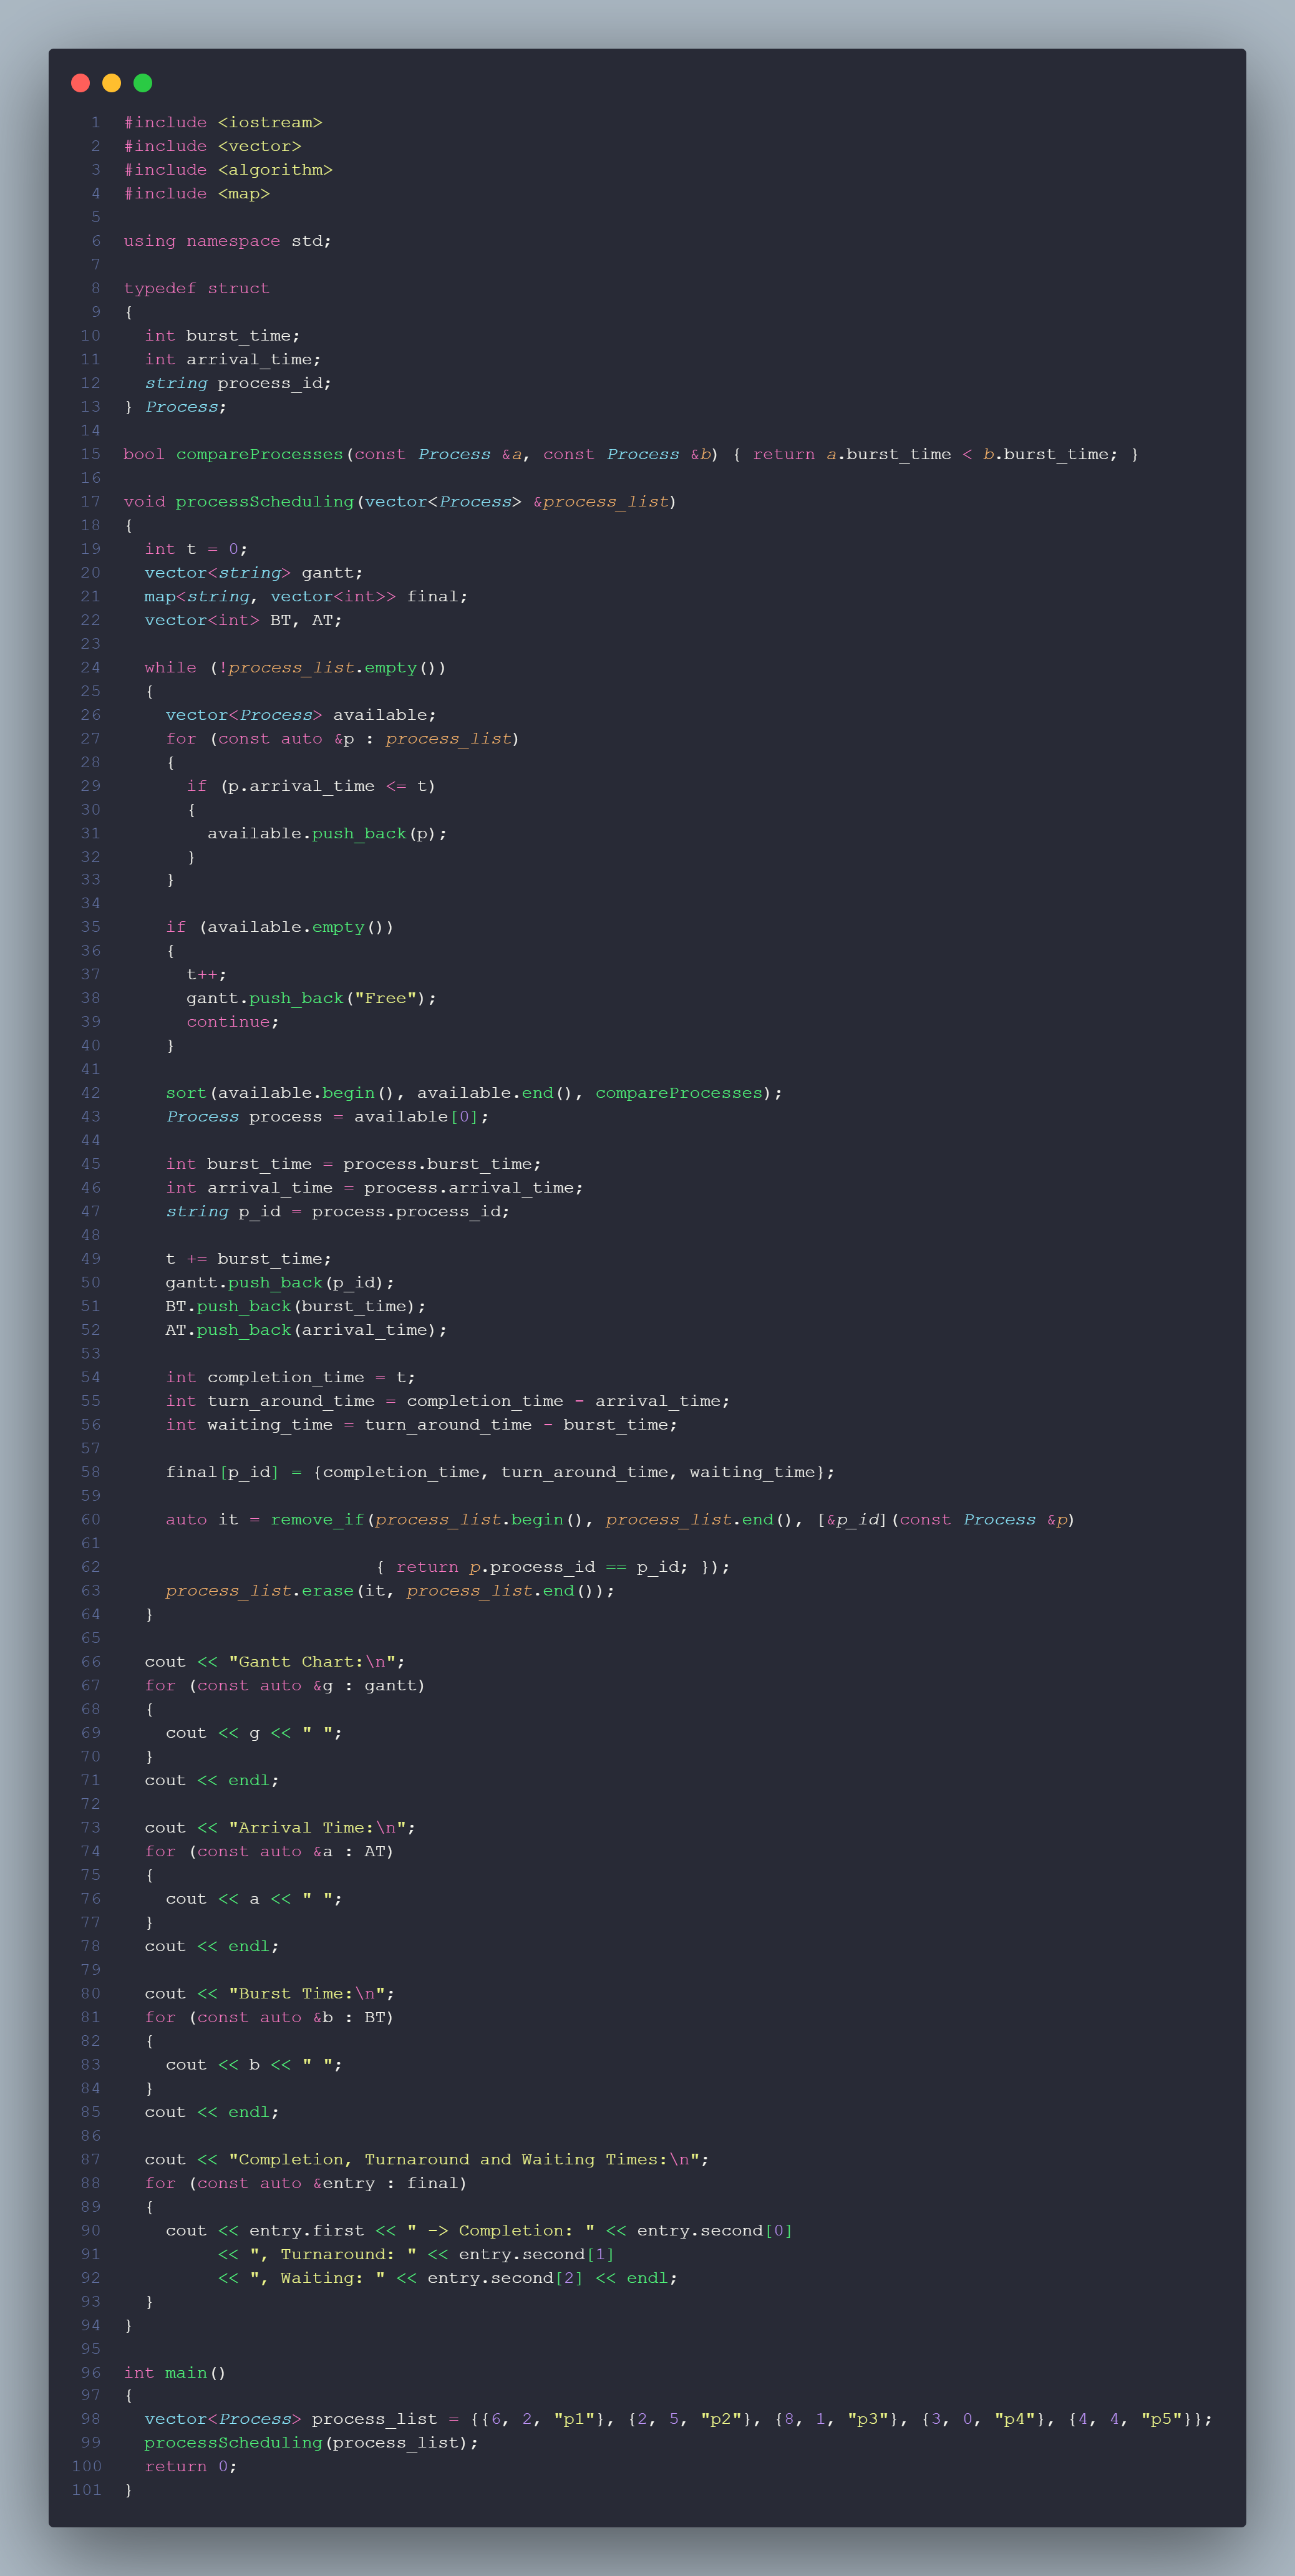 1 #include <iostream>
2 #include <vector>
3 #include <algorithm>
4 #include <map>
5
6 using namespace std;
7
8 typedef struct
9 {
10   int burst_time;
11   int arrival_time;
12   string process_id;
13 } Process;
14
15 bool compareProcesses(const Process &a, const Process &b) { return a.burst_time < b.burst_time; }
16
17 void processScheduling(vector<Process> &process_list)
18 {
19   int t = 0;
20   vector<string> gantt;
21   map<string, vector<int>> final;
22   vector<int> BT, AT;
23
24   while (!process_list.empty())
25   {
26     vector<Process> available;
27     for (const auto &p : process_list)
28     {
29       if (p.arrival_time <= t)
30       {
31         available.push_back(p);
32       }
33     }
34
35     if (available.empty())
36     {
37       t++;
38       gantt.push_back("Free");
39       continue;
40     }
41
42     sort(available.begin(), available.end(), compareProcesses);
43     Process process = available[0];
44
45     int burst_time = process.burst_time;
46     int arrival_time = process.arrival_time;
47     string p_id = process.process_id;
48
49     t += burst_time;
50     gantt.push_back(p_id);
51     BT.push_back(burst_time);
52     AT.push_back(arrival_time);
53
54     int completion_time = t;
55     int turn_around_time = completion_time - arrival_time;
56     int waiting_time = turn_around_time - burst_time;
57
58     final[p_id] = {completion_time, turn_around_time, waiting_time};
59
60     auto it = remove_if(process_list.begin(), process_list.end(), [&p_id](const Process &p)
61
62                         { return p.process_id == p_id; });
63     process_list.erase(it, process_list.end());
64   }
65
66   cout << "Gantt Chart:\n";
67   for (const auto &g : gantt)
68   {
69     cout << g << " ";
70   }
71   cout << endl;
72
73   cout << "Arrival Time:\n";
74   for (const auto &a : AT)
75   {
76     cout << a << " ";
77   }
78   cout << endl;
79
80   cout << "Burst Time:\n";
81   for (const auto &b : BT)
82   {
83     cout << b << " ";
84   }
85   cout << endl;
86
87   cout << "Completion, Turnaround and Waiting Times:\n";
88   for (const auto &entry : final)
89   {
90     cout << entry.first << " -> Completion: " << entry.second[0]
91          << ", Turnaround: " << entry.second[1]
92          << ", Waiting: " << entry.second[2] << endl;
93   }
94 }
95
96 int main()
97 {
98   vector<Process> process_list = {{6, 2, "p1"}, {2, 5, "p2"}, {8, 1, "p3"}, {3, 0, "p4"}, {4, 4, "p5"}};
99   processScheduling(process_list);
100   return 0;
101 }